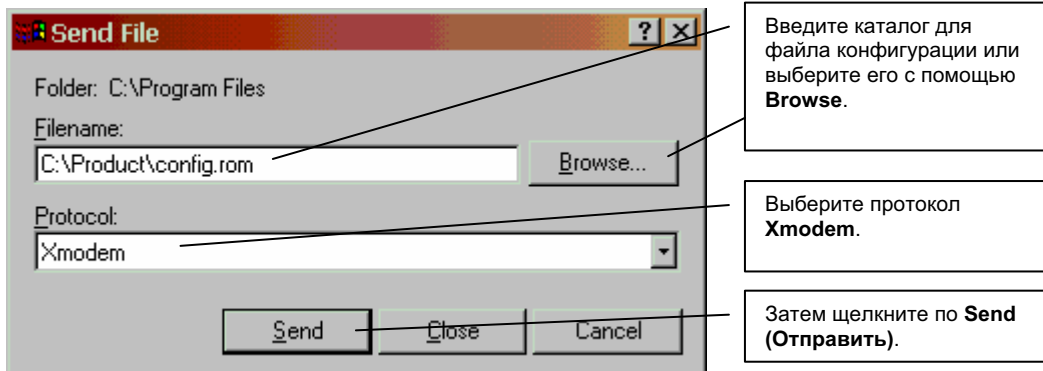 Send File
Folder: C:\Program Files
Filename:
C:\Product\config.rom
Browse...
Protocol:
Xmodem
Send
Close
Cancel
Введите каталог для
файла конфигурации или
выберите его с помощью
Browse.
Выберите протокол
Xmodem.
Затем щелкните по Send
(Отправить).